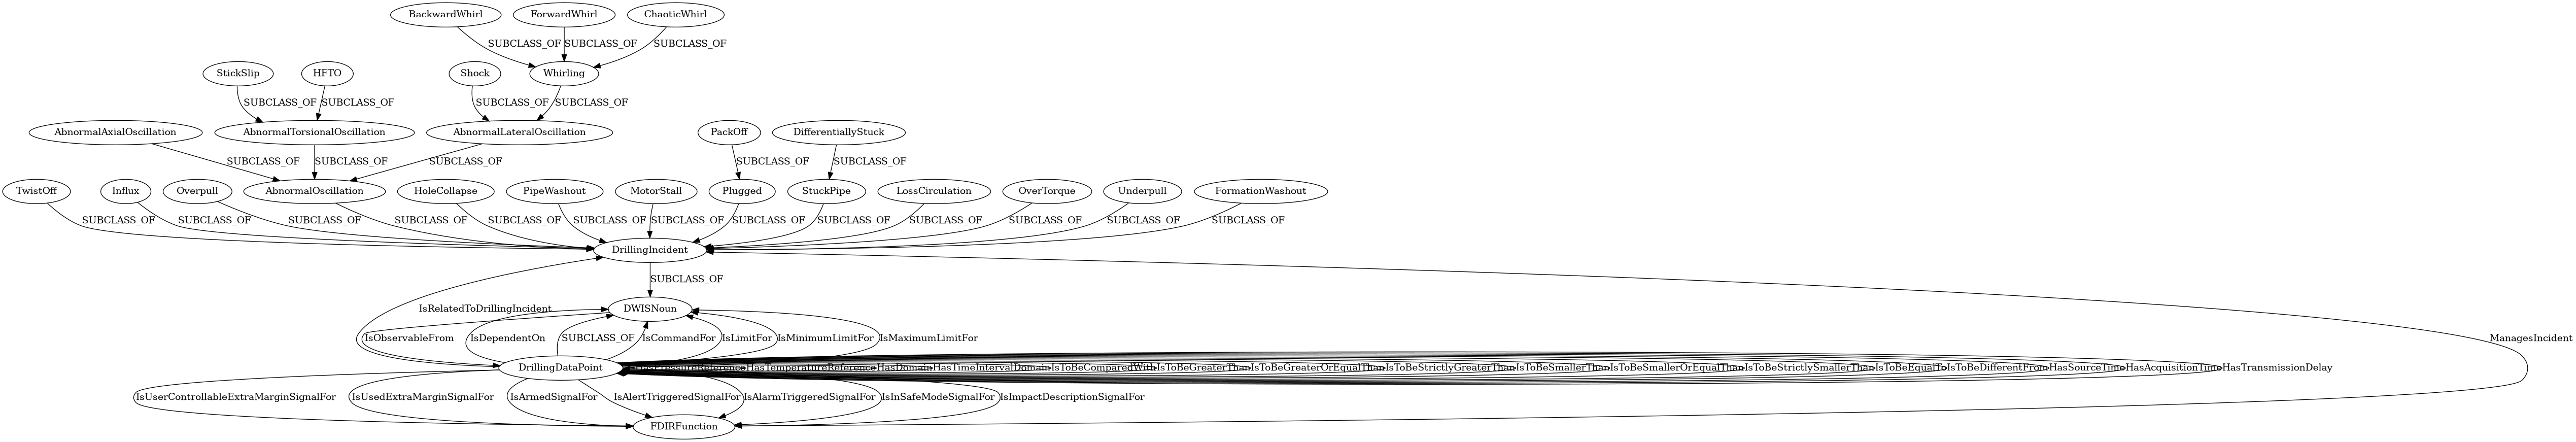 BackwardWhirl
ForwardWhirl
ChaoticWhirl
SUBCLASS_OF
SUBCLASS_OF
SUBCLASS_OF
StickSlip
HFTO
Shock
Whirling
SUBCLASS_OF
SUBCLASS_OF
SUBCLASS_OF
SUBCLASS_OF
AbnormalAxialOscillation
AbnormalTorsionalOscillation
AbnormalLateralOscillation
PackOff
DifferentiallyStuck
SUBCLASS_OF
SUBCLASS_OF
SUBCLASS_OF
SUBCLASS_OF
SUBCLASS_OF
TwistOff
Influx
Overpull
AbnormalOscillation
HoleCollapse
PipeWashout
MotorStall
Plugged
StuckPipe
LossCirculation
OverTorque
Underpull
FormationWashout
SUBCLASS_OF
SUBCLASS_OF
SUBCLASS_OF
SUBCLASS_OF
SUBCLASS_OF
SUBCLASS_OF
SUBCLASS_OF
SUBCLASS_OF
SUBCLASS_OF
SUBCLASS_OF
SUBCLASS_OF
SUBCLASS_OF
SUBCLASS_OF
DrillingIncident
SUBCLASS_OF
IsRelatedToDrillingIncident
DWISNoun
IsObservableFrom
IsDependentOn
SUBCLASS_OF
IsCommandFor
IsLimitFor
IsMinimumLimitFor
IsMaximumLimitFor
ManagesIncident
DrillingDataPoint
HasTemperatureReference
HasDomain
HasTimeIntervalDomain
IsToBeComparedWith
IsToBeGreaterThan
IsToBeGreaterOrEqualThan
IsToBeStrictlyGreaterThan
IsToBeSmallerThan
IsToBeSmallerOrEqualThan
IsToBeStrictlySmallerThan
IsToBeEqualTo
IsToBeDifferentFrom
HasSourceTime
HasAcquisitionTime
HasTransmissionDelay
IsUserControllableExtraMarginSignalFor
IsUsedExtraMarginSignalFor
IsArmedSignalFor
IsAlertTriggeredSignalFor
IsAlarmTriggeredSignalFor
IsInSafeModeSignalFor
IsImpactDescriptionSignalFor
FDIRFunction